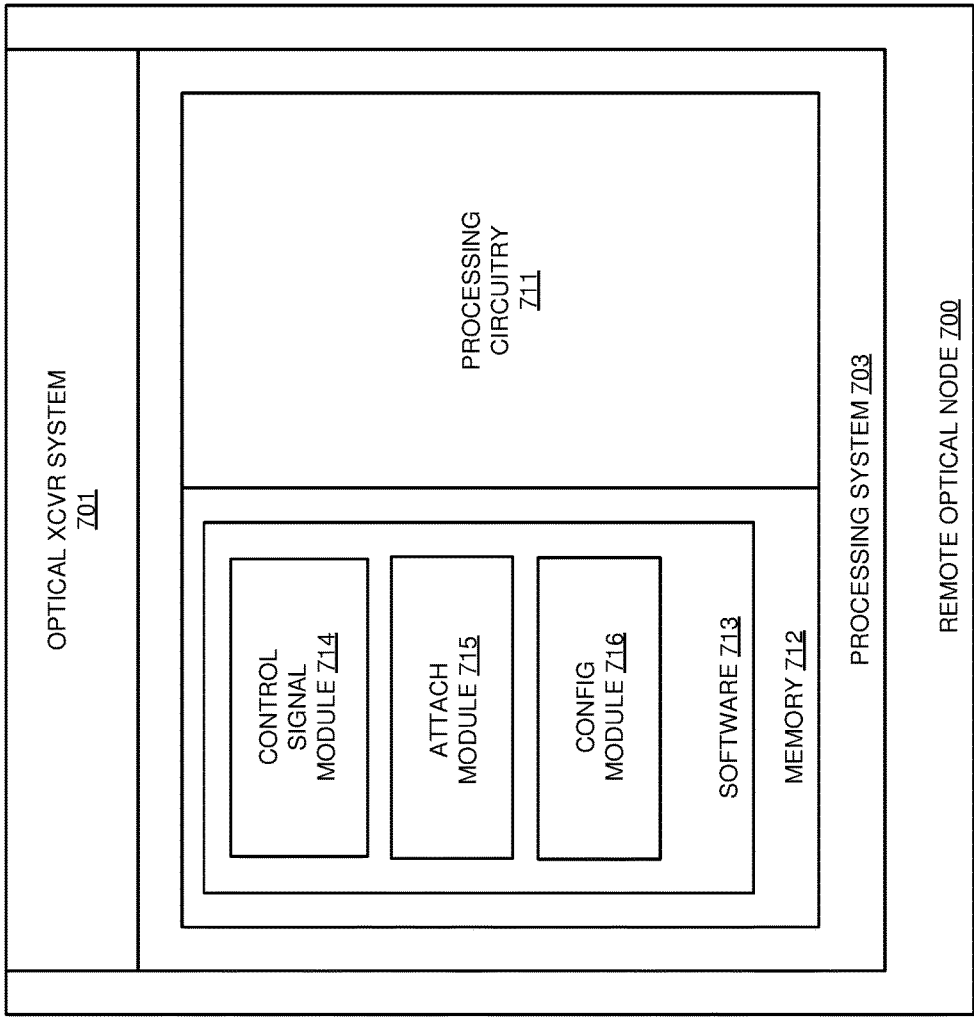 OPTICAL XCVR SYSTEM
701
CONTROL
SIGNAL
MODULE 714
ATTACH
MODULE 715
CONFIG
MODULE 716
SOFTWARE 713
MEMORY 712
PROCESSING
CIRCUITRY
711
PROCESSING SYSTEM 703
REMOTE OPTICAL NODE 700